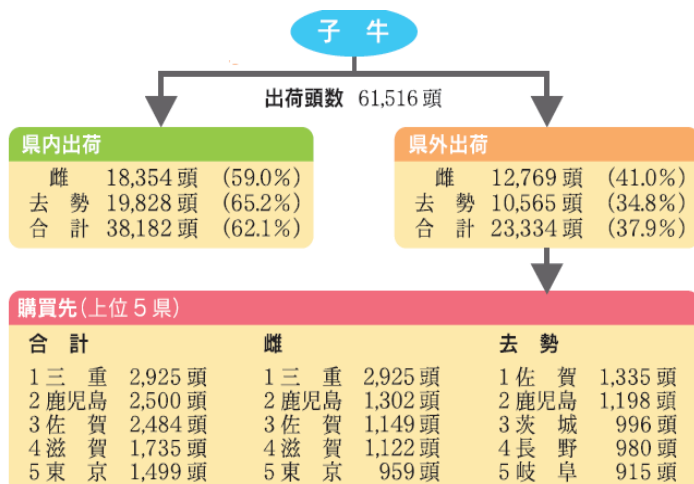 子 牛
出荷頭数 61,516 頭
県内出荷
雌 18,354 頭 (59.0%)
去 勢 19,828 頭 (65.2%)
合 計 38,182 頭 (62.1%)
県外出荷
雌 12,769 頭 (41.0%)
去 勢 10,565 頭 (34.8%)
合 計 23,334 頭 (37.9%)
購買先(上位5県)
合 計
1 三 重 2,925 頭
2 鹿児島 2,500 頭
3 佐 賀 2,484 頭
4 滋 賀 1,735 頭
5 東 京 1,499 頭
雌
1 三 重 2,925 頭
2 鹿児島 1,302 頭
3 佐 賀 1,149 頭
4 滋 賀 1,122 頭
5 東 京 959 頭
去 勢
1 佐 賀 1,335 頭
2 鹿児島 1,198 頭
3 茨 城 996 頭
4 長 野 980 頭
5 岐 阜 915 頭